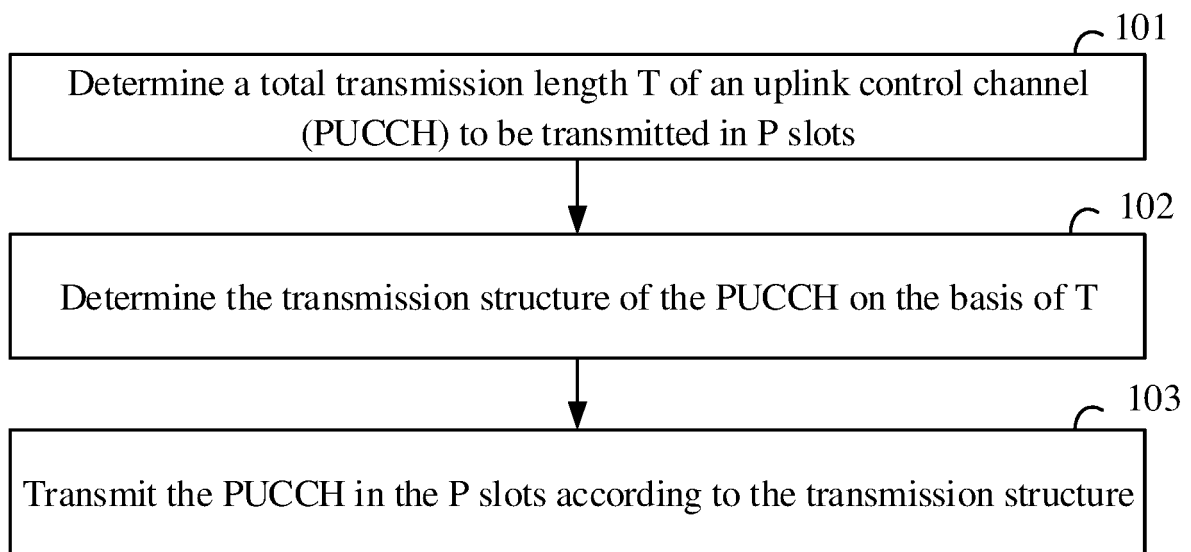 101
Determine a total transmission length T of an uplink control channel
(PUCCH) to be transmitted in P slots
102
Determine the transmission structure of the PUCCH on the basis of T
103
Transmit the PUCCH in the P slots according to the transmission structure